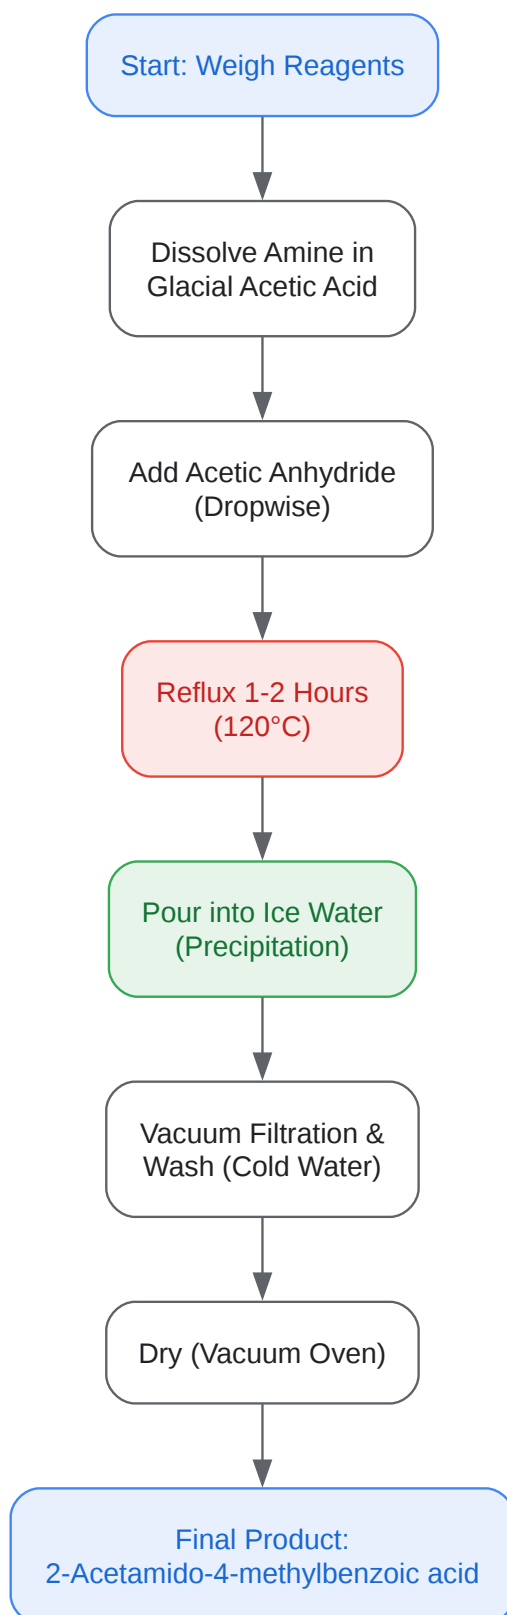 Start: Weigh Reagents
Dissolve Amine in
Glacial Acetic Acid
Add Acetic Anhydride
(Dropwise)
Reflux 1-2 Hours
(120°C)
Pour into Ice Water
(Precipitation)
Vacuum Filtration &
Wash (Cold Water)
Dry (Vacuum Oven)
Final Product:
2-Acetamido-4-methylbenzoic acid